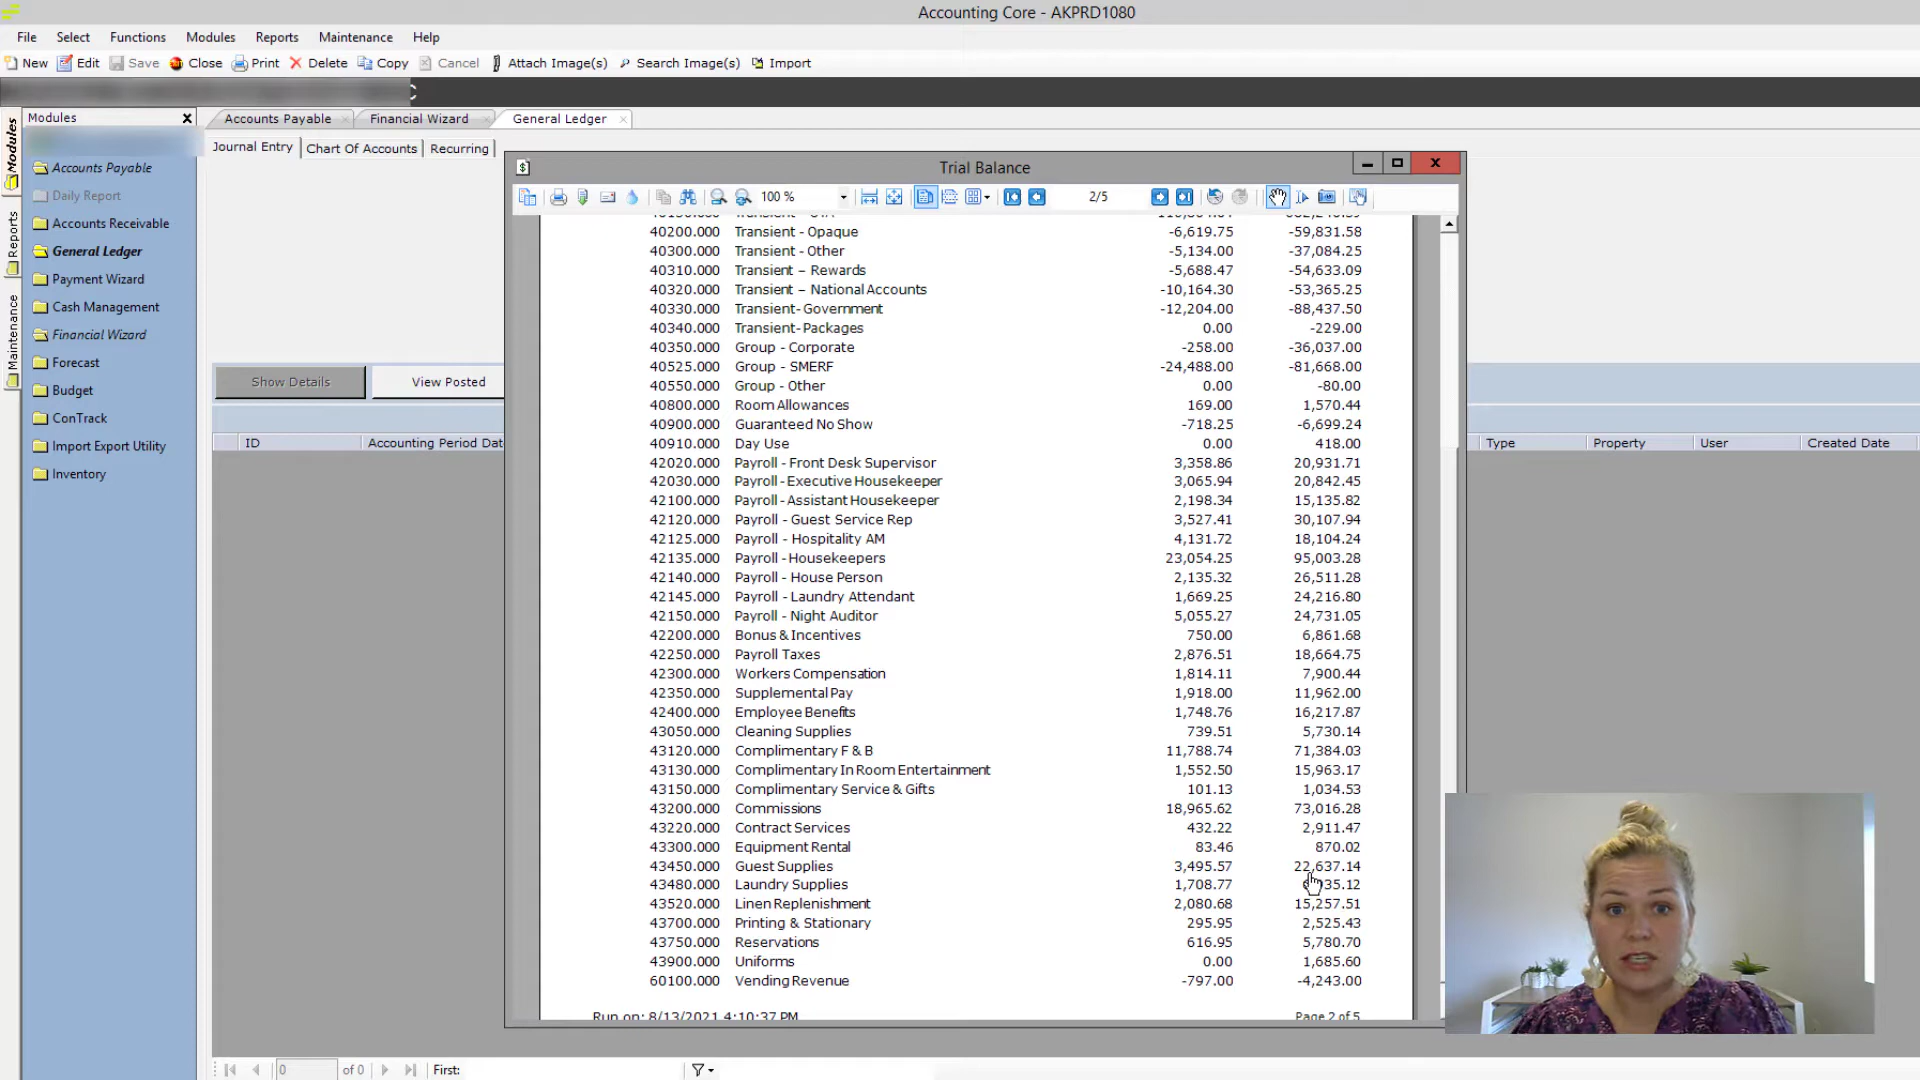 Accounting Core - AKPRD1080
File Select Functions Modules Reports Maintenance Help
New Edit Save Close Print Delete Copy Cancel Attach Image(s) Search Image(s) Import
Modules
Accounts Payable Financial Wizard General Ledger
Journal Entry Chart Of Accounts Recurring
Modules
Reports
Maintenance
Accounts Payable
Daily Report
Accounts Receivable
General Ledger
Payment Wizard
Cash Management
Financial Wizard
Forecast
Budget
ConTrack
Import Export Utility
Inventory
Show Details View Posted
ID Accounting Period Dat Type Property User Created Date
Trial Balance
100 % 2/5
40200.000 Transient - Opaque -6,619.75 -59,831.58
40300.000 Transient - Other -5,134.00 -37,084.25
40310.000 Transient – Rewards -5,688.47 -54,633.09
40320.000 Transient – National Accounts -10,164.30 -53,365.25
40330.000 Transient- Government -12,204.00 -88,437.50
40340.000 Transient- Packages 0.00 -229.00
40350.000 Group - Corporate -258.00 -36,037.00
40525.000 Group - SMERF -24,488.00 -81,668.00
40550.000 Group - Other 0.00 -80.00
40800.000 Room Allowances 169.00 1,570.44
40900.000 Guaranteed No Show -718.25 -6,699.24
40910.000 Day Use 0.00 418.00
42020.000 Payroll - Front Desk Supervisor 3,358.86 20,931.71
42030.000 Payroll - Executive Housekeeper 3,065.94 20,842.45
42100.000 Payroll - Assistant Housekeeper 2,198.34 15,135.82
42120.000 Payroll - Guest Service Rep 3,527.41 30,107.94
42125.000 Payroll - Hospitality AM 4,131.72 18,104.24
42135.000 Payroll - Housekeepers 23,054.25 95,003.28
42140.000 Payroll - House Person 2,135.32 26,511.28
42145.000 Payroll - Laundry Attendant 1,669.25 24,216.80
42150.000 Payroll - Night Auditor 5,055.27 24,731.05
42200.000 Bonus & Incentives 750.00 6,861.68
42250.000 Payroll Taxes 2,876.51 18,664.75
42300.000 Workers Compensation 1,814.11 7,900.44
42350.000 Supplemental Pay 1,918.00 11,962.00
42400.000 Employee Benefits 1,748.76 16,217.87
43050.000 Cleaning Supplies 739.51 5,730.14
43120.000 Complimentary F & B 11,788.74 71,384.03
43130.000 Complimentary In Room Entertainment 1,552.50 15,963.17
43150.000 Complimentary Service & Gifts 101.13 1,034.53
43200.000 Commissions 18,965.62 73,016.28
43220.000 Contract Services 432.22 2,911.47
43300.000 Equipment Rental 83.46 870.02
43450.000 Guest Supplies 3,495.57 22,637.14
43480.000 Laundry Supplies 1,708.77
43520.000 Linen Replenishment 2,080.68 15,257.51
43700.000 Printing & Stationary 295.95 2,525.43
43750.000 Reservations 616.95 5,780.70
43900.000 Uniforms 0.00 1,685.60
60100.000 Vending Revenue -797.00 -4,243.00
Run on: 8/13/2021 4:10:37 PM Page 2 of 5
0 of 0 First: